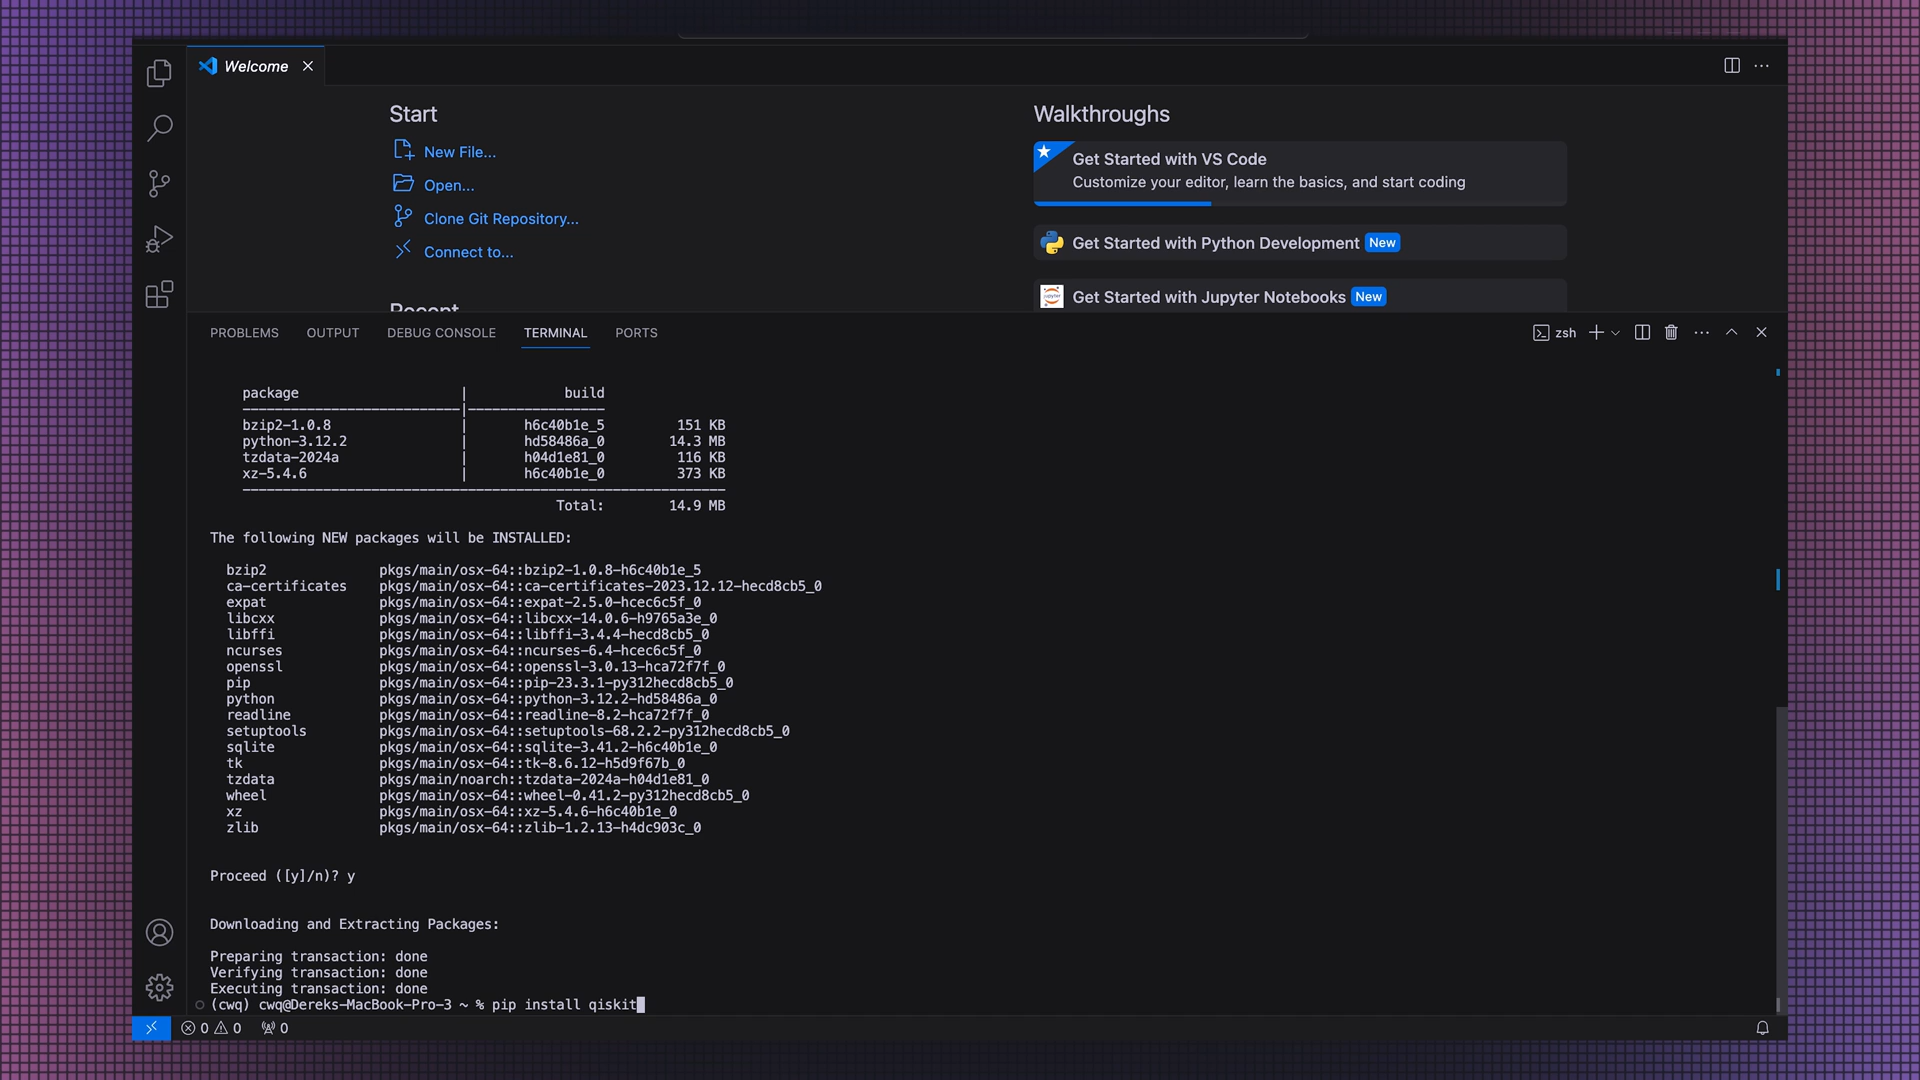 Welcome
Start
New File...
Open...
Clone Git Repository...
Connect to...
Recent
Walkthroughs
Get Started with VS Code
Customize your editor, learn the basics, and start coding
Get Started with Python Development New
Get Started with Jupyter Notebooks New
PROBLEMS OUTPUT DEBUG CONSOLE TERMINAL PORTS
zsh
package | build
---------------------------|-----------------
bzip2-1.0.8 | h6c40b1e_5 151 KB
python-3.12.2 | hd58486a_0 14.3 MB
tzdata-2024a | h04d1e81_0 116 KB
xz-5.4.6 | h6c40b1e_0 373 KB
------------------------------------------------------------
Total: 14.9 MB
The following NEW packages will be INSTALLED:
bzip2 pkgs/main/osx-64::bzip2-1.0.8-h6c40b1e_5
ca-certificates pkgs/main/osx-64::ca-certificates-2023.12.12-hecd8cb5_0
expat pkgs/main/osx-64::expat-2.5.0-hcec6c5f_0
libcxx pkgs/main/osx-64::libcxx-14.0.6-h9765a3e_0
libffi pkgs/main/osx-64::libffi-3.4.4-hecd8cb5_0
ncurses pkgs/main/osx-64::ncurses-6.4-hcec6c5f_0
openssl pkgs/main/osx-64::openssl-3.0.13-hca72f7f_0
pip pkgs/main/osx-64::pip-23.3.1-py312hecd8cb5_0
python pkgs/main/osx-64::python-3.12.2-hd58486a_0
readline pkgs/main/osx-64::readline-8.2-hca72f7f_0
setuptools pkgs/main/osx-64::setuptools-68.2.2-py312hecd8cb5_0
sqlite pkgs/main/osx-64::sqlite-3.41.2-h6c40b1e_0
tk pkgs/main/osx-64::tk-8.6.12-h5d9f67b_0
tzdata pkgs/main/noarch::tzdata-2024a-h04d1e81_0
wheel pkgs/main/osx-64::wheel-0.41.2-py312hecd8cb5_0
xz pkgs/main/osx-64::xz-5.4.6-h6c40b1e_0
zlib pkgs/main/osx-64::zlib-1.2.13-h4dc903c_0
Proceed ([y]/n)? y
Downloading and Extracting Packages:
Preparing transaction: done
Verifying transaction: done
Executing transaction: done
(cwq) cwq@Dereks-MacBook-Pro-3 ~ % pip install qiskit
0 0 0